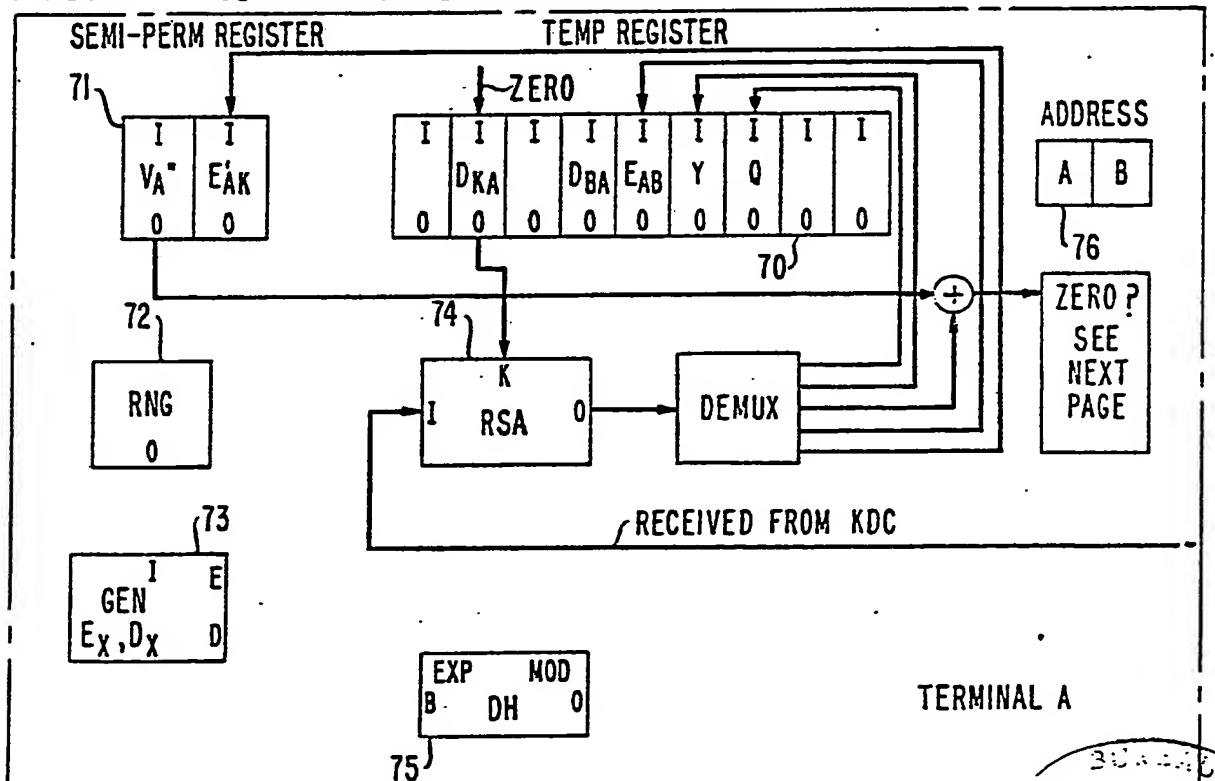 SEMI-PERM REGISTER
TEMP REGISTER
71
ZERO
I I
V_A" E'_AK
0 0
I I I I I I I I I
D_KA D_BA E_AB Y Q
0 0 0 0 0 0 0 0 0
70
ADDRESS
A B
76
72
RNG
0
74
K
I RSA 0
DEMUX
+
ZERO?
SEE
NEXT
PAGE
RECEIVED FROM KDC
73
I E
GEN
E_X, D_X D
EXP MOD
B DH 0
75
TERMINAL A